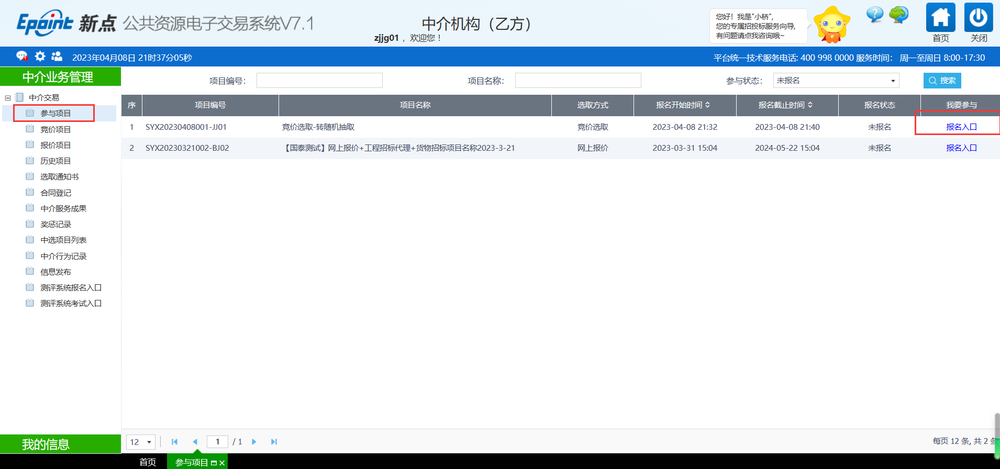 Epoint 新点 公共资源电子交易系统V7.1
中介机构（乙方）
zjjg01 ，欢迎您！
您好！我是"小桥",
您的专属招投标服务向导,
有问题请点我咨询哦~
首页
关闭
2023年04月08日 21时37分05秒
平台统一技术服务电话: 400 998 0000 服务时间： 周一至周日 8:00-17:30
中介业务管理
中介交易
参与项目
竞价项目
报价项目
历史项目
选取通知书
合同登记
中介服务成果
奖惩记录
中选项目列表
中介行为记录
信息发布
测评系统报名入口
测评系统考试入口
我的信息
项目编号： 项目名称： 参与状态： 未报名 搜索
序 项目编号 项目名称 选取方式 报名开始时间 报名截止时间 报名状态 我要参与
1 SYX20230408001-JJ01 竞价选取-转随机抽取 竞价选取 2023-04-08 21:32 2023-04-08 21:40 未报名 报名入口
2 SYX20230321002-BJ02 【国泰测试】网上报价+工程招标代理+货物招标项目名称2023-3-21 网上报价 2023-03-31 15:04 2024-05-22 15:04 未报名 报名入口
12 1 / 1 每页 12 条, 共 2 条
首页 参与项目